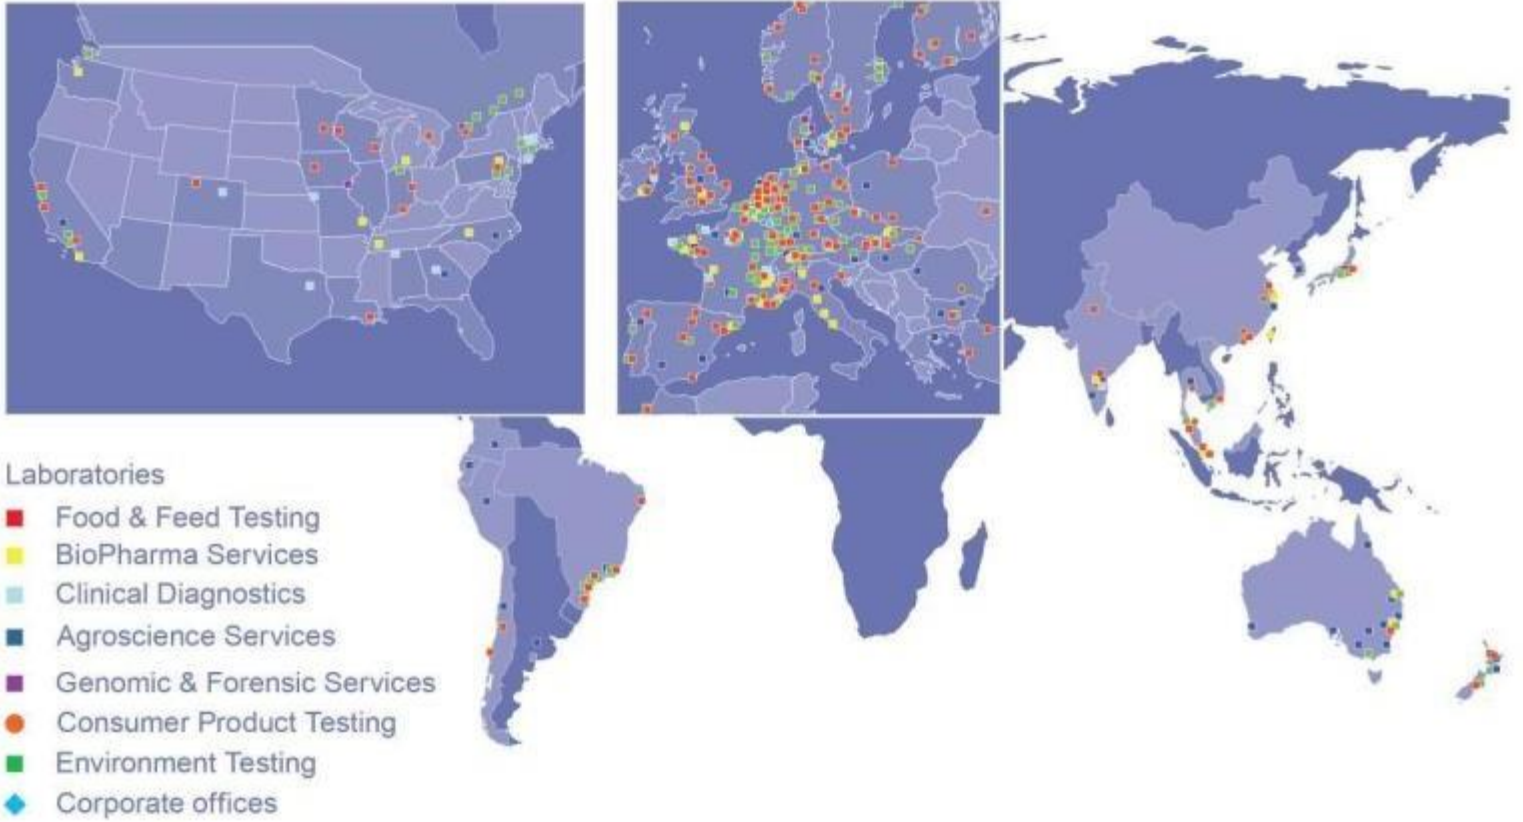 Laboratories
Food & Feed Testing
BioPharma Services
Clinical Diagnostics
Agroscience Services
Genomic & Forensic Services
Consumer Product Testing
Environment Testing
Corporate offices